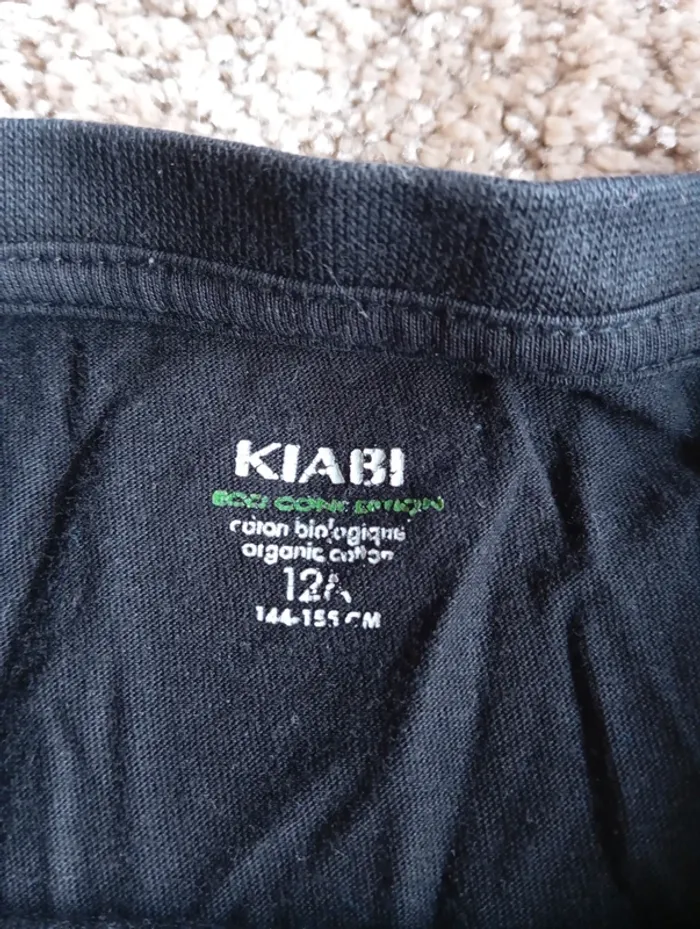 KIABI
ECO CONCEPTION
coton biologique
organic cotton
12A
144-155 CM